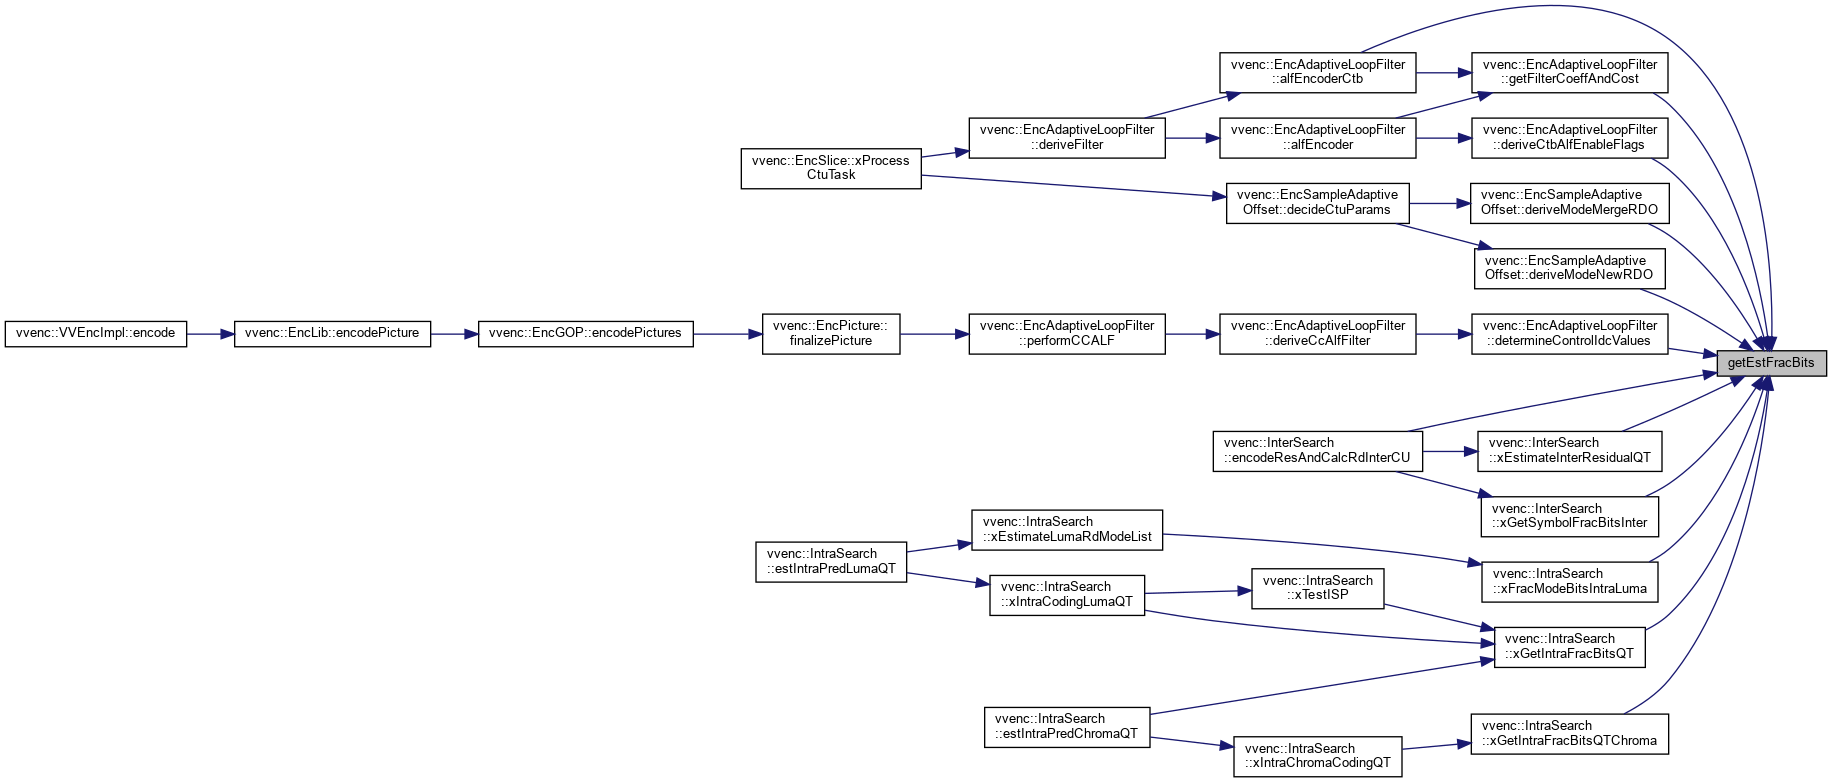 vvenc::EncAdaptiveLoopFilter
::alfEncoderCtb
vvenc::EncAdaptiveLoopFilter
::getFilterCoeffAndCost
vvenc::EncAdaptiveLoopFilter
::deriveFilter
vvenc::EncAdaptiveLoopFilter
::alfEncoder
vvenc::EncAdaptiveLoopFilter
::deriveCtbAlfEnableFlags
vvenc::EncSlice::xProcess
CtuTask
vvenc::EncSampleAdaptive
Offset::decideCtuParams
vvenc::EncSampleAdaptive
Offset::deriveModeMergeRDO
vvenc::EncSampleAdaptive
Offset::deriveModeNewRDO
vvenc::VVEncImpl::encode
vvenc::EncLib::encodePicture
vvenc::EncGOP::encodePictures
vvenc::EncPicture::
finalizePicture
vvenc::EncAdaptiveLoopFilter
::performCCALF
vvenc::EncAdaptiveLoopFilter
::deriveCcAlfFilter
vvenc::EncAdaptiveLoopFilter
::determineControlIdcValues
getEstFracBits
vvenc::InterSearch
::encodeResAndCalcRdInterCU
vvenc::InterSearch
::xEstimateInterResidualQT
vvenc::InterSearch
::xGetSymbolFracBitsInter
vvenc::IntraSearch
::xEstimateLumaRdModeList
vvenc::IntraSearch
::estIntraPredLumaQT
vvenc::IntraSearch
::xIntraCodingLumaQT
vvenc::IntraSearch
::xTestISP
vvenc::IntraSearch
::xFracModeBitsIntraLuma
vvenc::IntraSearch
::xGetIntraFracBitsQT
vvenc::IntraSearch
::estIntraPredChromaQT
vvenc::IntraSearch
::xIntraChromaCodingQT
vvenc::IntraSearch
::xGetIntraFracBitsQTChroma